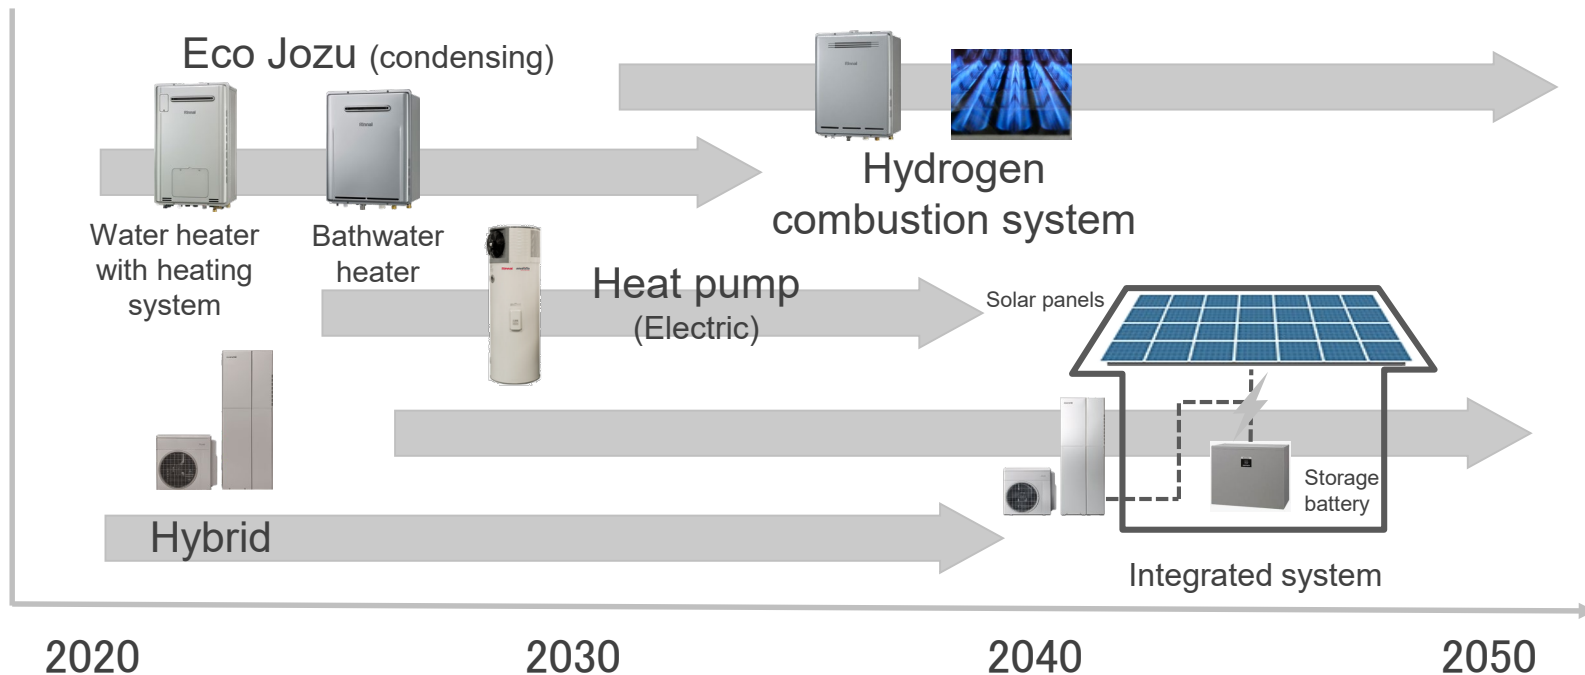 Eco Jozu (condensing)
Water heater
with heating
system
Bathwater
heater
Hydrogen
combustion system
Heat pump
(Electric)
Solar panels
Storage
battery
Hybrid
Integrated system
2020
2030
2040
2050